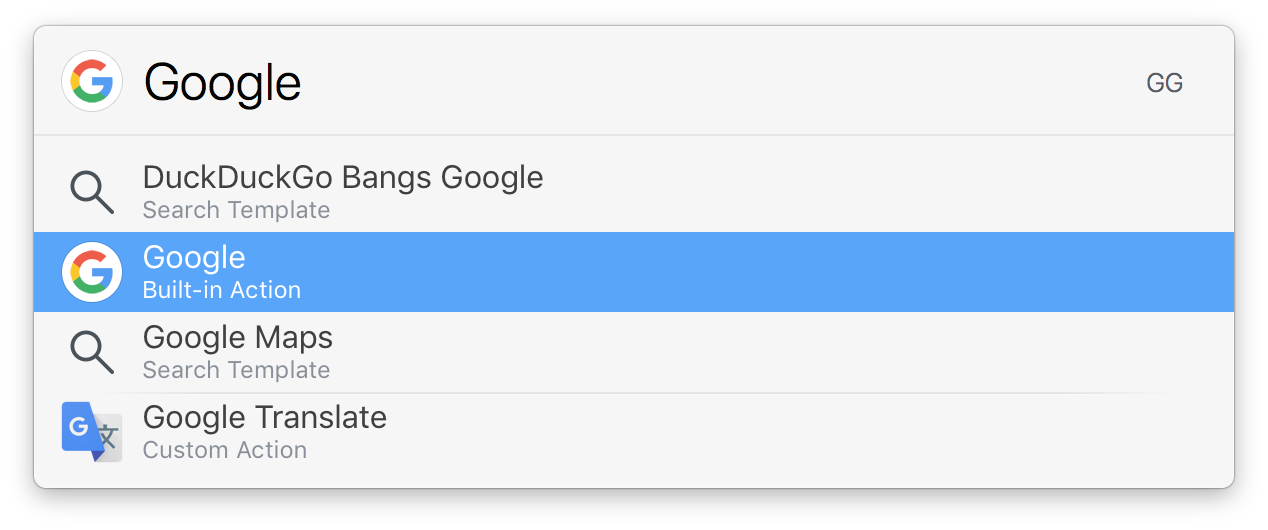 Google
GG
DuckDuckGo Bangs Google
Search Template
Google
Built-in Action
Google Maps
Search Template
G 文
Google Translate
Custom Action